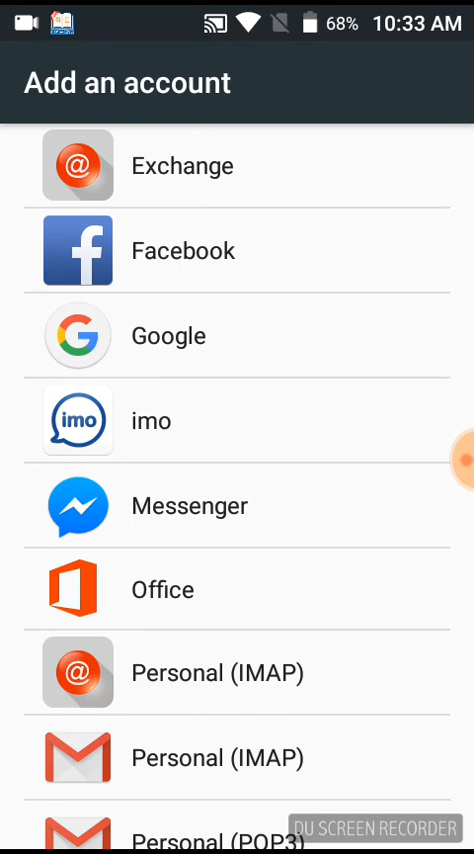 68% 10:33 AM
Add an account
@ Exchange
f Facebook
G Google
imo imo
Messenger
Office
@ Personal (IMAP)
Personal (IMAP)
Personal (POP3)
DU SCREEN RECORDER